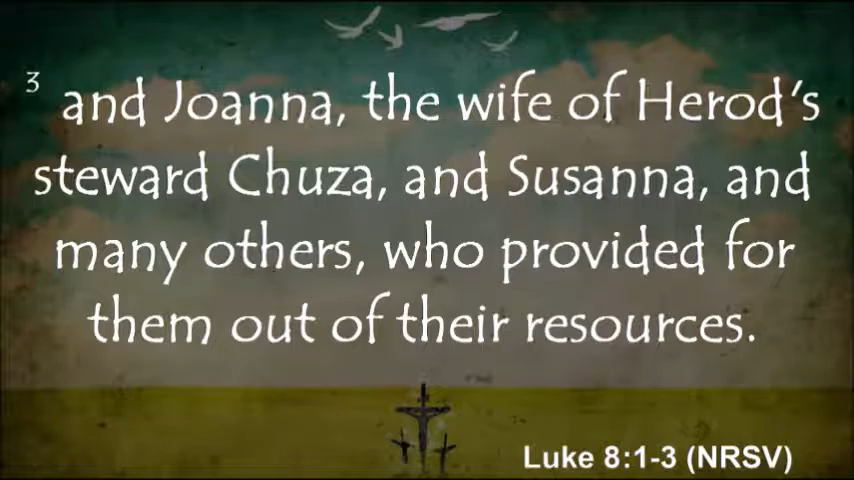 3 and Joanna, the wife of Herod's
steward Chuza, and Susanna, and
many others, who provided for
them out of their resources.
Luke 8:1-3 (NRSV)